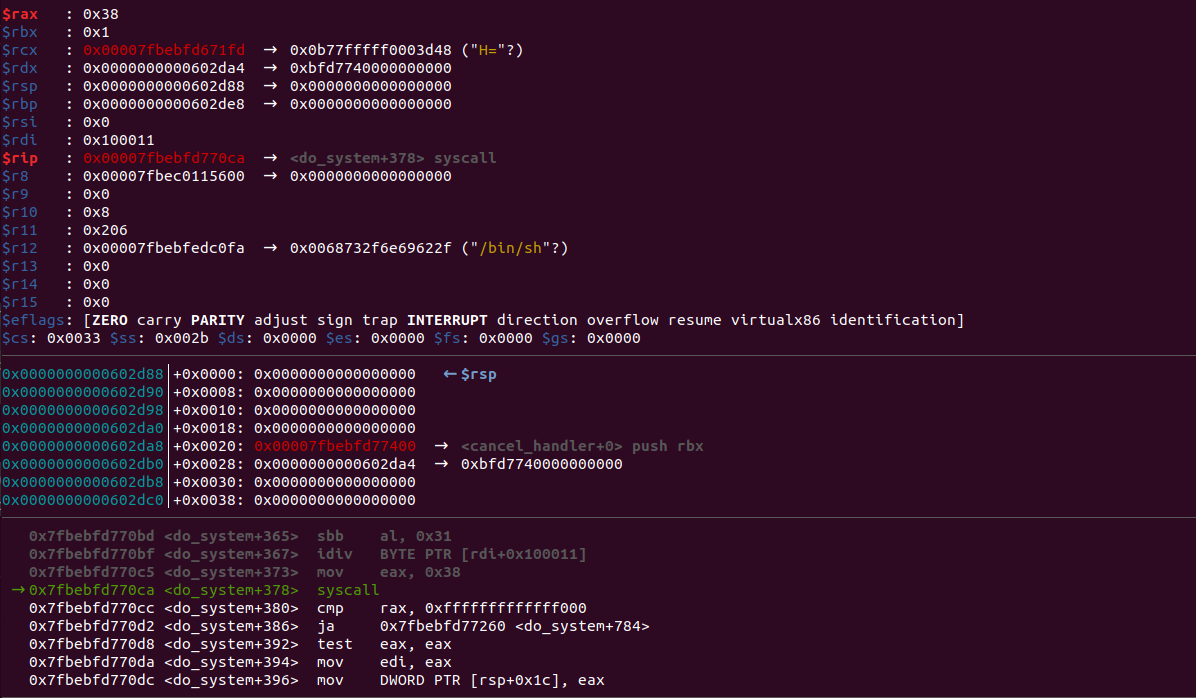 $rax   : 0x38
$rbx   : 0x1
$rcx   : 0x00007fbebfd671fd  →  0x0b77fffff0003d48 ("H="?)
$rdx   : 0x0000000000602da4  →  0xbfd7740000000000
$rsp   : 0x0000000000602d88  →  0x0000000000000000
$rbp   : 0x0000000000602de8  →  0x0000000000000000
$rsi   : 0x0
$rdi   : 0x100011
$rip   : 0x00007fbebfd770ca  →  <do_system+378> syscall
$r8    : 0x00007fbec0115600  →  0x0000000000000000
$r9    : 0x0
$r10   : 0x8
$r11   : 0x206
$r12   : 0x00007fbebfedc0fa  →  0x0068732f6e69622f ("/bin/sh"?)
$r13   : 0x0
$r14   : 0x0
$r15   : 0x0
$eflags: [ZERO carry PARITY adjust sign trap INTERRUPT direction overflow resume virtualx86 identification]
$cs: 0x0033 $ss: 0x002b $ds: 0x0000 $es: 0x0000 $fs: 0x0000 $gs: 0x0000
0x0000000000602d88│+0x0000: 0x0000000000000000   ←$rsp
0x0000000000602d90│+0x0008: 0x0000000000000000
0x0000000000602d98│+0x0010: 0x0000000000000000
0x0000000000602da0│+0x0018: 0x0000000000000000
0x0000000000602da8│+0x0020: 0x00007fbebfd77400  →  <cancel_handler+0> push rbx
0x0000000000602db0│+0x0028: 0x0000000000602da4  →  0xbfd7740000000000
0x0000000000602db8│+0x0030: 0x0000000000000000
0x0000000000602dc0│+0x0038: 0x0000000000000000
0x7fbebfd770bd <do_system+365>  sbb    al, 0x31
0x7fbebfd770bf <do_system+367>  idiv   BYTE PTR [rdi+0x100011]
0x7fbebfd770c5 <do_system+373>  mov    eax, 0x38
→0x7fbebfd770ca <do_system+378>  syscall
0x7fbebfd770cc <do_system+380>  cmp    rax, 0xfffffffffffff000
0x7fbebfd770d2 <do_system+386>  ja     0x7fbebfd77260 <do_system+784>
0x7fbebfd770d8 <do_system+392>  test   eax, eax
0x7fbebfd770da <do_system+394>  mov    edi, eax
0x7fbebfd770dc <do_system+396>  mov    DWORD PTR [rsp+0x1c], eax